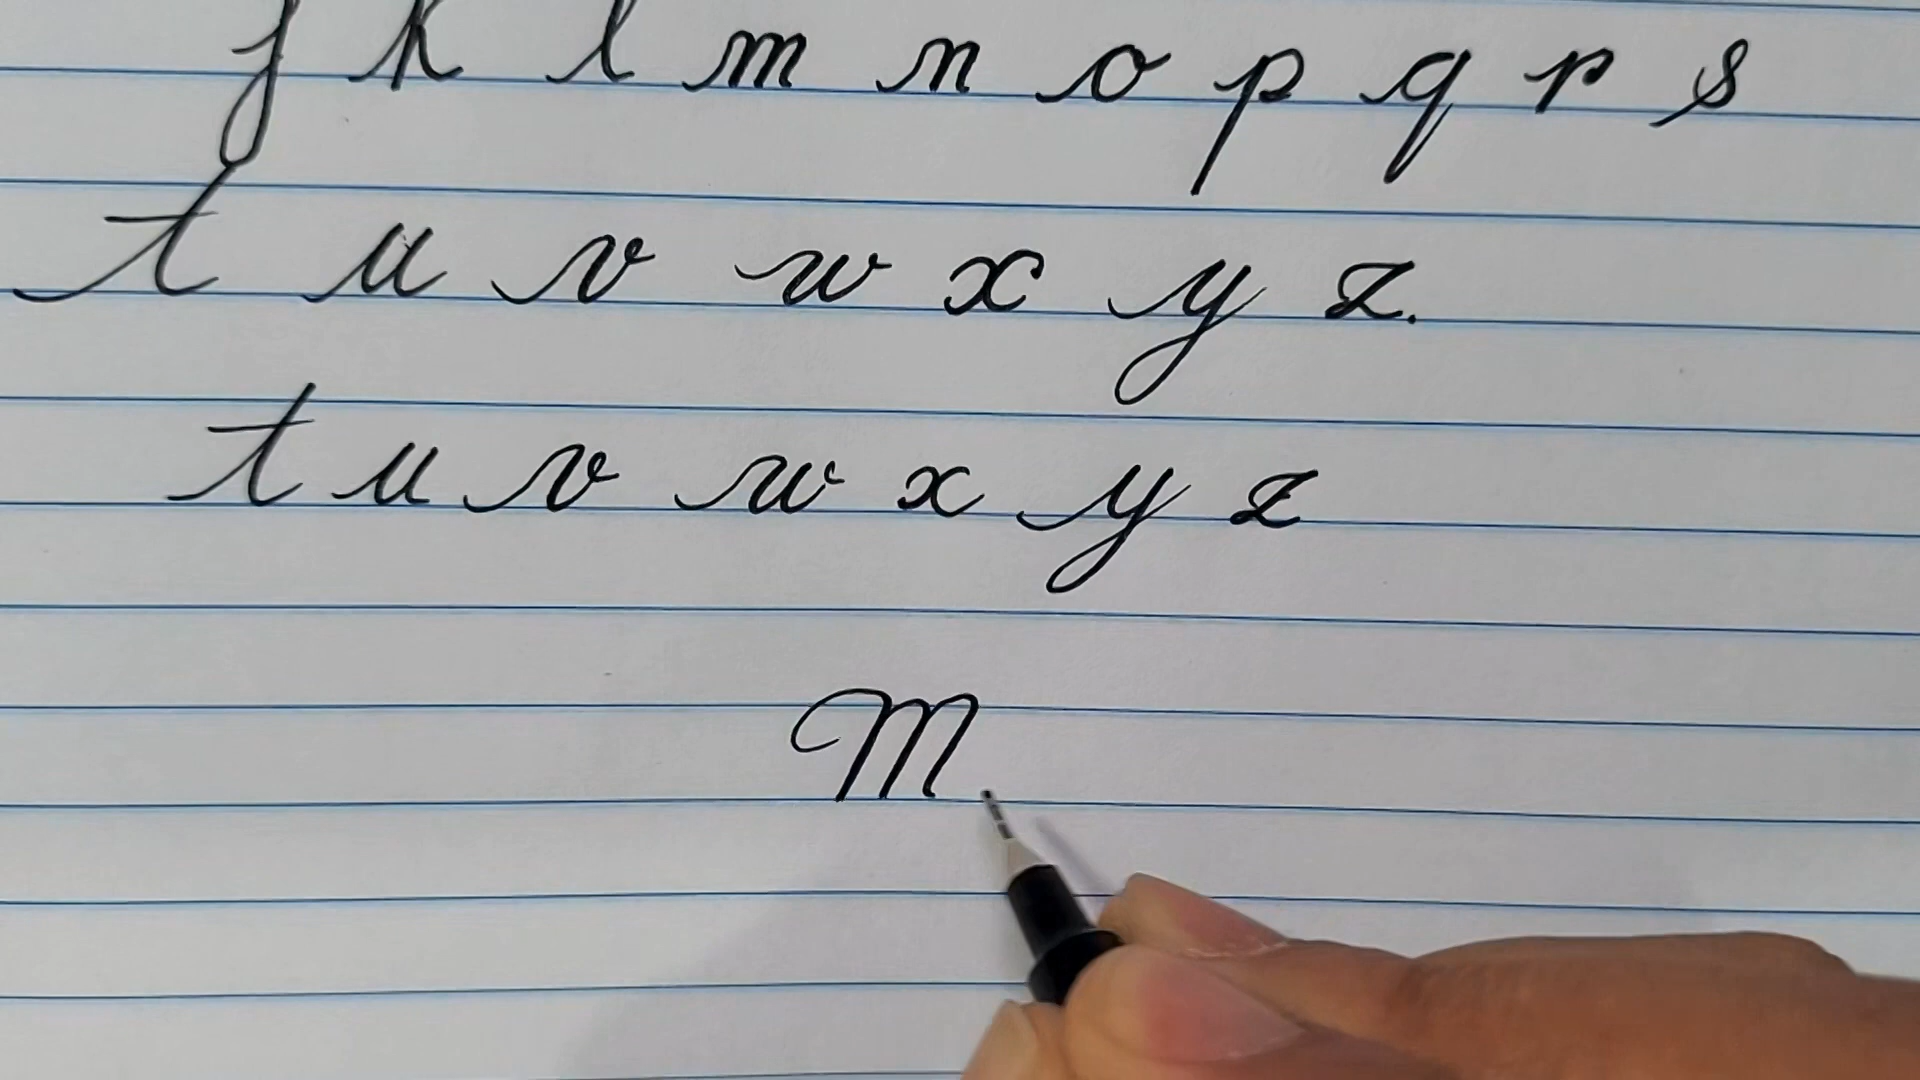 j k l m n o p q r s
t u v w x y z.
t u v w x y z
M